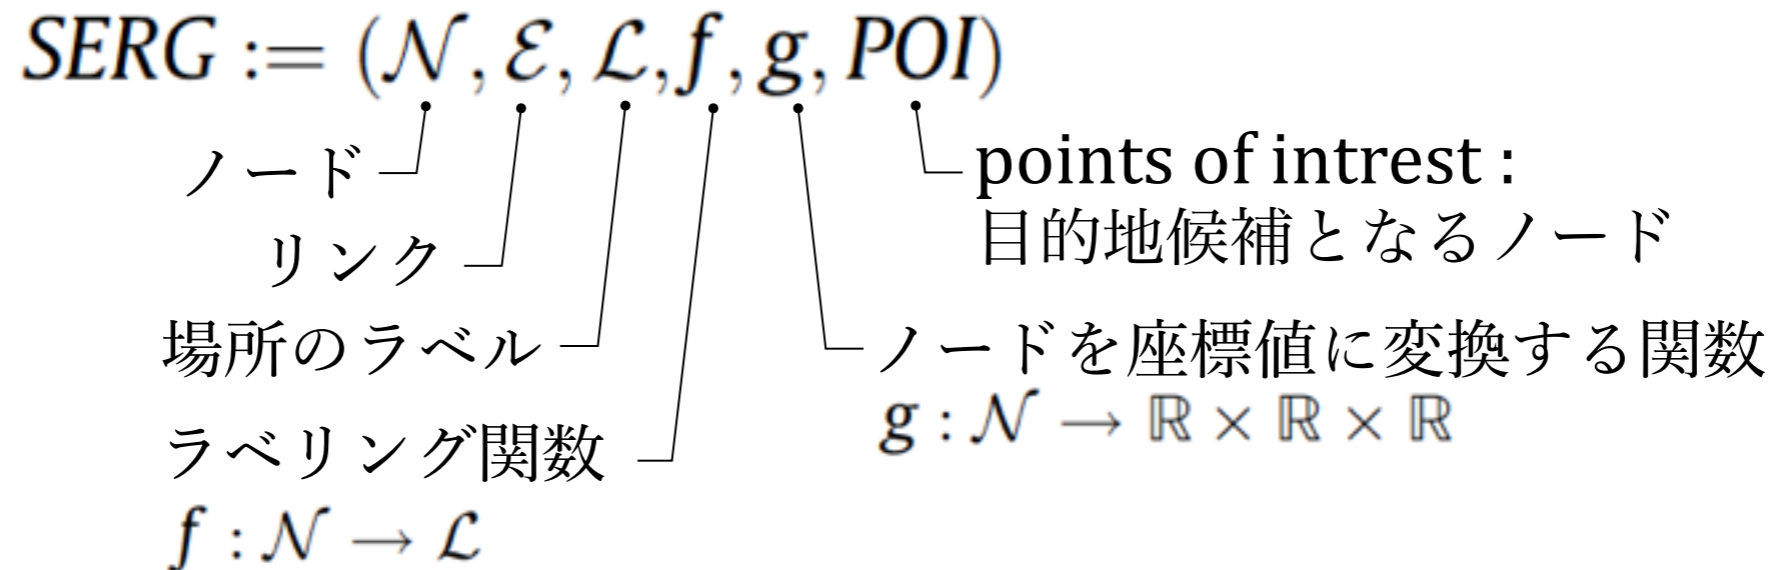 SERG := (𝒩, ℰ, ℒ, f, g, POI)
ノード
points of intrest :
目的地候補となるノード
リンク
場所のラベル
ノードを座標値に変換する関数
g : 𝒩 → ℝ × ℝ × ℝ
ラベリング関数
f : 𝒩 → ℒ